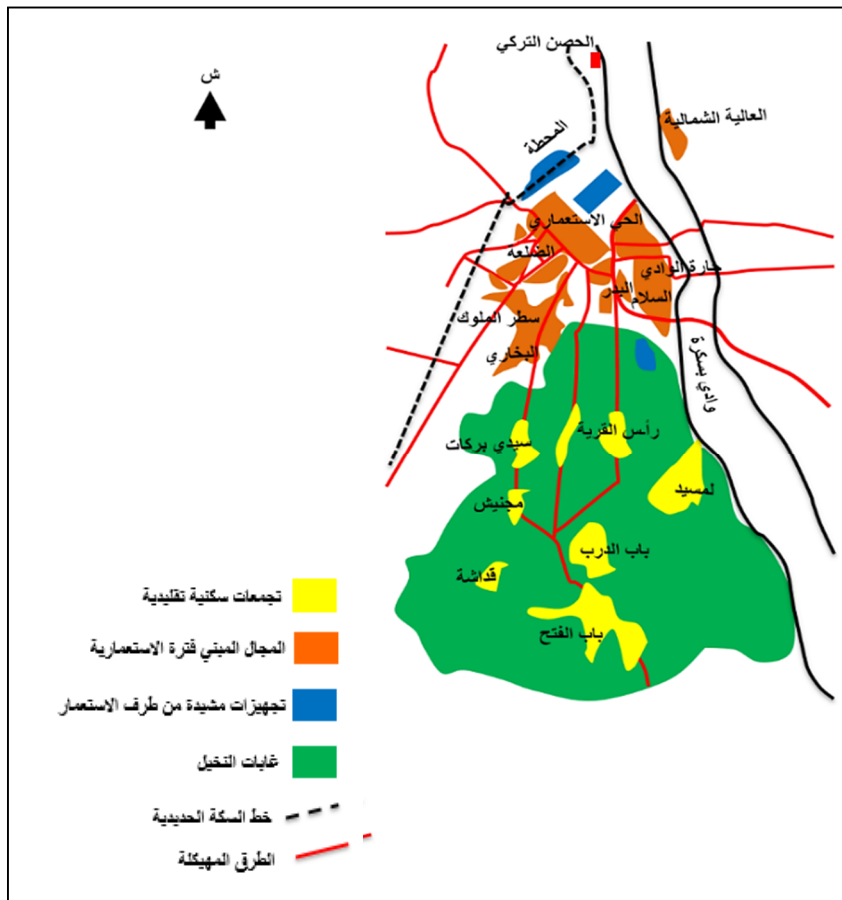 الحصن التركي
ش
العالية الشمالية
المحطة
الحي الاستعماري
الضلعة
حارة الوادي
البدر
السلام
سطر الملوك
البخاري
وادي بسكرة
رأس القرية
سيدي بركات
لمسيد
مجنيش
باب الدرب
قداشة
باب الفتح
تجمعات سكنية تقليدية
المجال المبني فترة الاستعمارية
تجهيزات مشيدة من طرف الاستعمار
غابات النخيل
خط السكة الحديدية
الطرق المهيكلة